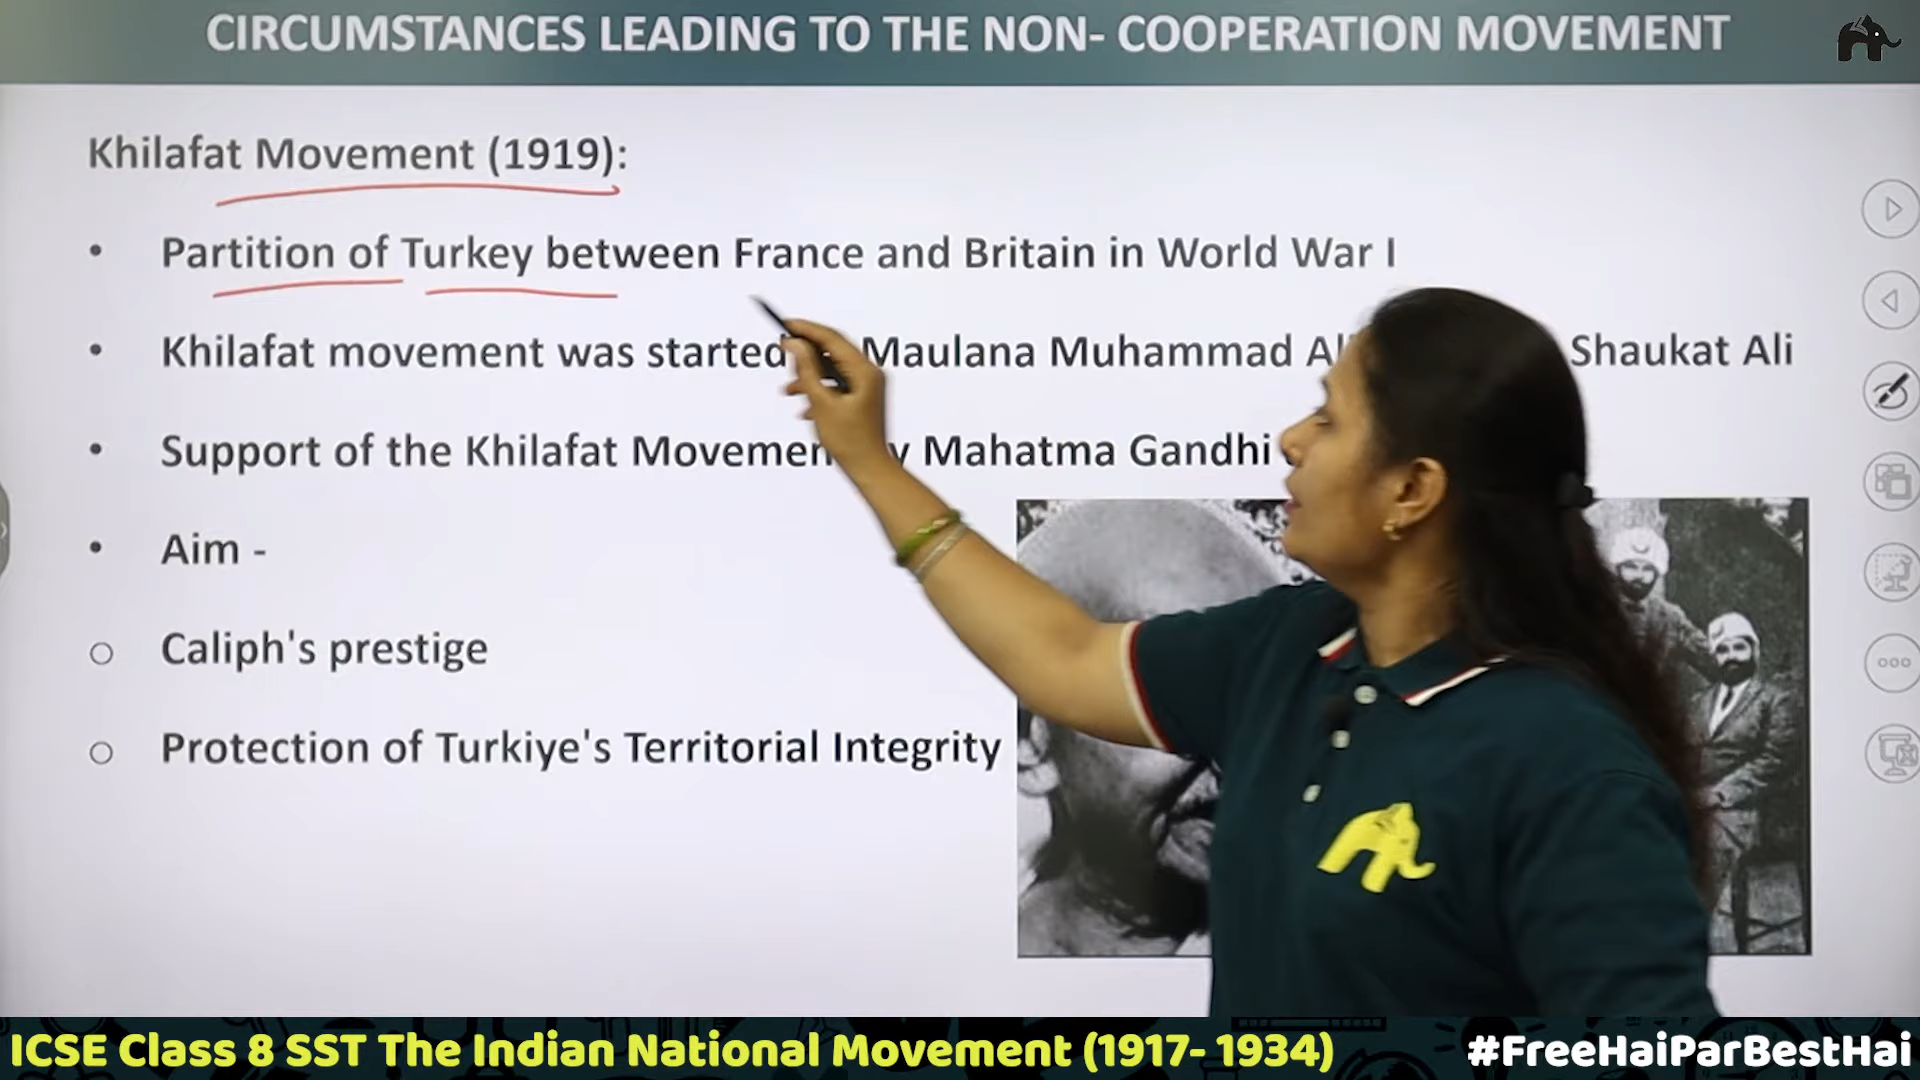 CIRCUMSTANCES LEADING TO THE NON- COOPERATION MOVEMENT
Khilafat Movement (1919):
• Partition of Turkey between France and Britain in World War I
• Khilafat movement was started Maulana Muhammad Shaukat Ali
• Support of the Khilafat Mahatma Gandhi
• Aim -
o Caliph's prestige
o Protection of Turkiye's Territorial Integrity
ICSE Class 8 SST The Indian National Movement (1917- 1934)
#FreeHaiParBestHai